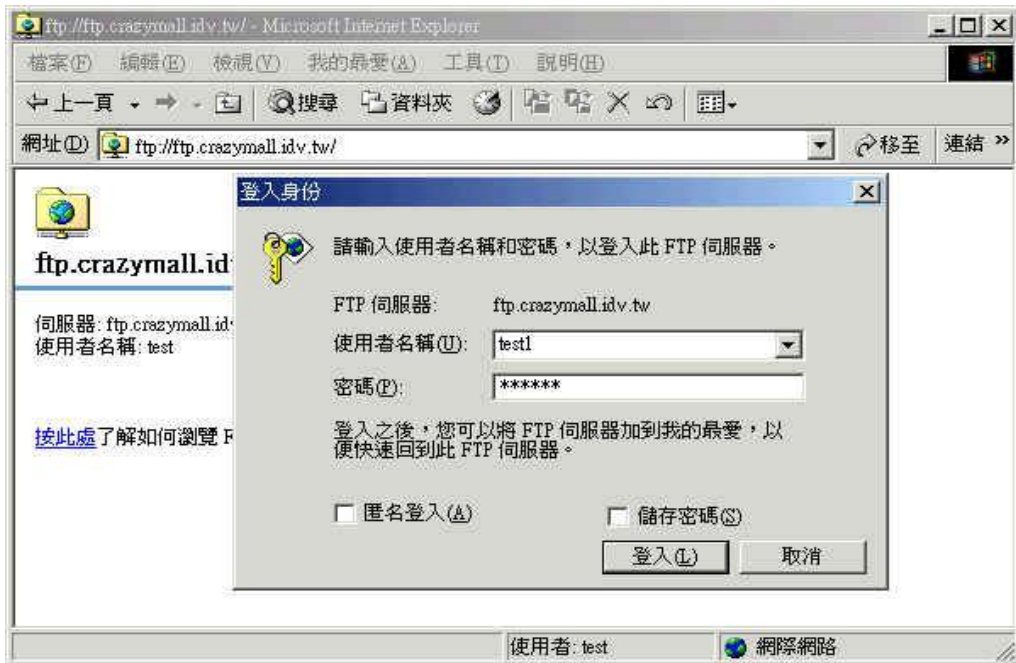 ftp://ftp.crazymall.idv.tw/ - Microsoft Internet Explorer
檔案(F) 編輯(E) 檢視(V) 我的最愛(A) 工具(T) 說明(H)
上一頁 搜尋 資料夾
網址(D) ftp://ftp.crazymall.idv.tw/ 移至 連結 »
ftp.crazymall.id
伺服器: ftp.crazymall.id
使用者名稱: test
按此處了解如何瀏覽 F
登入身份
請輸入使用者名稱和密碼，以登入此 FTP 伺服器。
FTP 伺服器: ftp.crazymall.idv.tw
使用者名稱(U): test1
密碼(P): ******
登入之後，您可以將 FTP 伺服器加到我的最愛，以
便快速回到此 FTP 伺服器。
匿名登入(A) 儲存密碼(S)
登入(L) 取消
使用者: test 網際網路